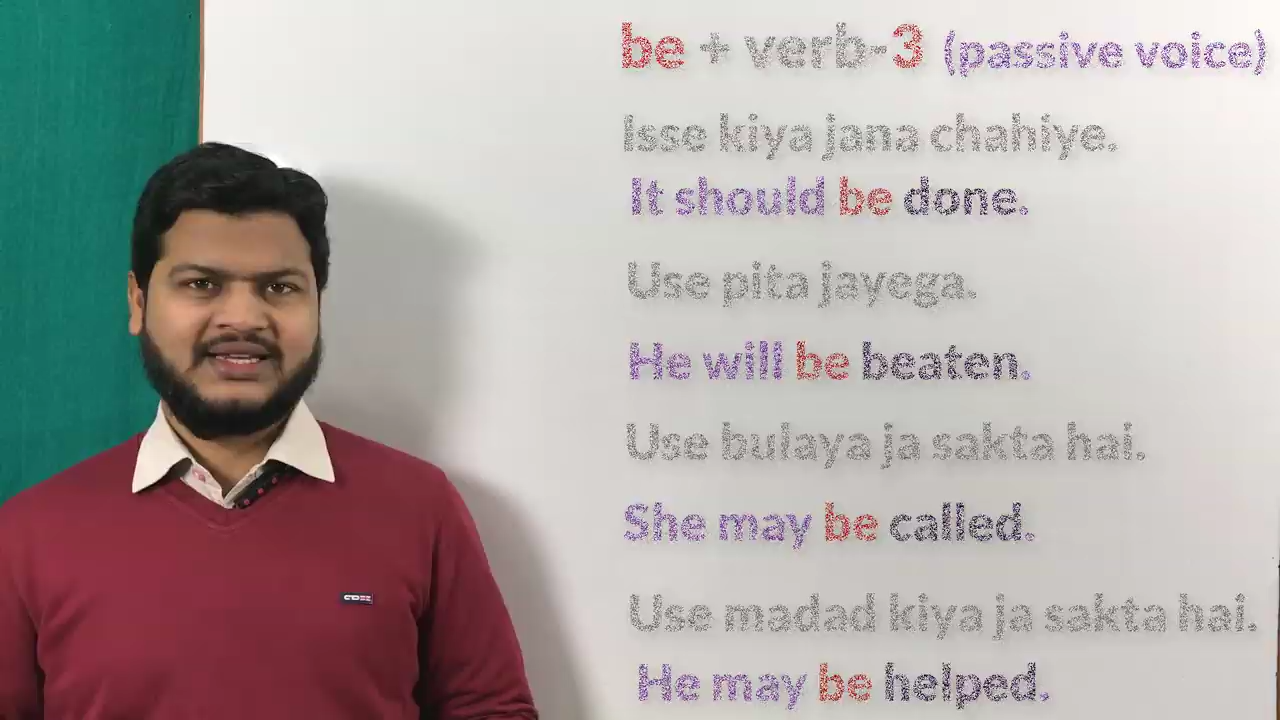 be + verb-3 (passive voice)
Isse kiya jana chahiye.
It should be done.
Use pita jayega.
He will be beaten.
Use bulaya ja sakta hai.
She may be called.
Use madad kiya ja sakta hai.
He may be helped.